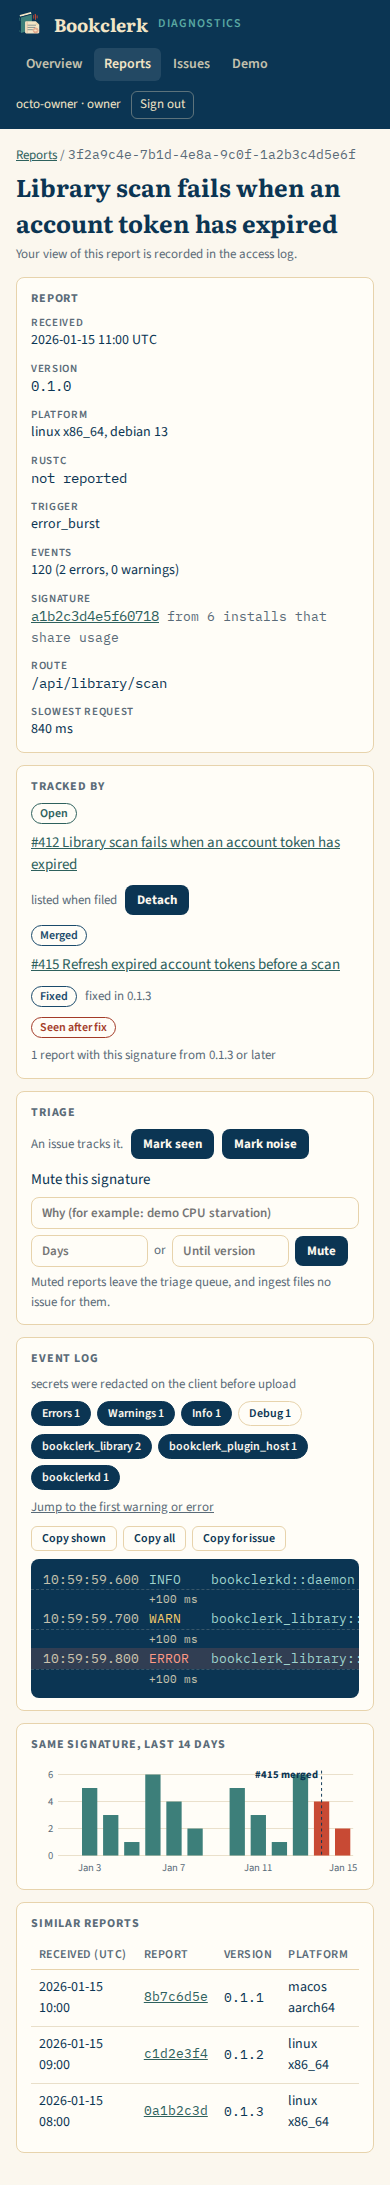 Bookclerk DIAGNOSTICS
Overview Reports Issues Demo
octo-owner · owner Sign out
Reports / 3f2a9c4e-7b1d-4e8a-9c0f-1a2b3c4d5e6f
Library scan fails when an
account token has expired
Your view of this report is recorded in the access log.
REPORT
RECEIVED
2026-01-15 11:00 UTC
VERSION
0.1.0
PLATFORM
linux x86_64, debian 13
RUSTC
not reported
TRIGGER
error_burst
EVENTS
120 (2 errors, 0 warnings)
SIGNATURE
a1b2c3d4e5f60718 from 6 installs that
share usage
ROUTE
/api/library/scan
SLOWEST REQUEST
840 ms
TRACKED BY
Open
#412 Library scan fails when an account token has
expired
listed when filed Detach
Merged
#415 Refresh expired account tokens before a scan
Fixed fixed in 0.1.3
Seen after fix
1 report with this signature from 0.1.3 or later
TRIAGE
An issue tracks it. Mark seen Mark noise
Mute this signature
Why (for example: demo CPU starvation)
Days or Until version Mute
Muted reports leave the triage queue, and ingest files no
issue for them.
EVENT LOG
secrets were redacted on the client before upload
Errors 1 Warnings 1 Info 1 Debug 1
bookclerk_library 2 bookclerk_plugin_host 1
bookclerkd 1
Jump to the first warning or error
Copy shown Copy all Copy for issue
10:59:59.600 INFO bookclerkd::daemon
+100 ms
10:59:59.700 WARN bookclerk_library::
+100 ms
10:59:59.800 ERROR bookclerk_library::
+100 ms
SAME SIGNATURE, LAST 14 DAYS
#415 merged
6
4
2
0
Jan 3 Jan 7 Jan 11 Jan 15
SIMILAR REPORTS
RECEIVED (UTC) REPORT VERSION PLATFORM
2026-01-15
10:00 8b7c6d5e 0.1.1 macos
aarch64
2026-01-15
09:00 c1d2e3f4 0.1.2 linux
x86_64
2026-01-15
08:00 0a1b2c3d 0.1.3 linux
x86_64